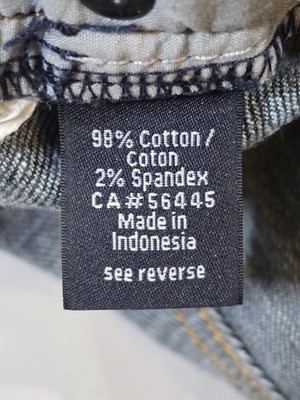 98% Cotton /
Coton
2% Spandex
CA#56445
Made in
Indonesia
see reverse